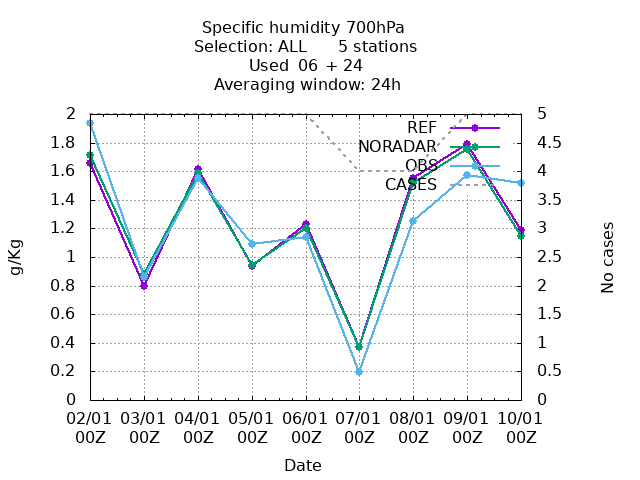 Specific humidity 700hPa
Selection: ALL      5 stations
Used  06 + 24
Averaging window: 24h
2 5
REF
1.8 4.5
NORADAR
1.6 4
OBS
CASES
1.4 3.5
1.2 3
1 2.5
0.8 2
0.6 1.5
0.4 1
0.2 0.5
0 0
g/Kg
No cases
02/01 03/01 04/01 05/01 06/01 07/01 08/01 09/01 10/01
00Z 00Z 00Z 00Z 00Z 00Z 00Z 00Z 00Z
Date